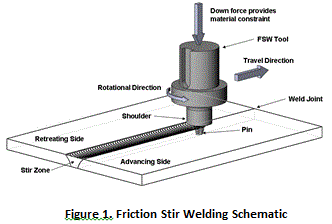 Down force provides
material constraint
FSW Tool
Travel Direction
Rotational Direction
Weld Joint
Shoulder
Retreating Side
Pin
Stir Zone
Advancing Side
Figure 1. Friction Stir Welding Schematic